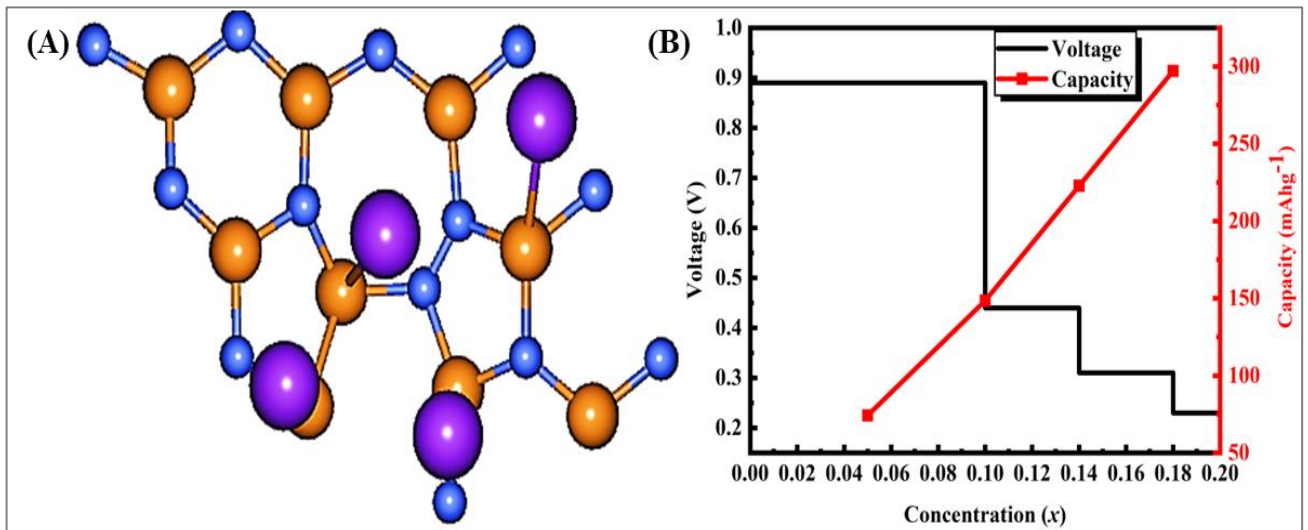 (A)
(B)
Voltage
Capacity
1.0
0.9
0.8
0.7
0.6
0.5
0.4
0.3
0.2
Voltage (V)
300
250
200
150
100
50
Capacity (mAhg⁻¹)
0.00 0.02 0.04 0.06 0.08 0.10 0.12 0.14 0.16 0.18 0.20
Concentration (x)